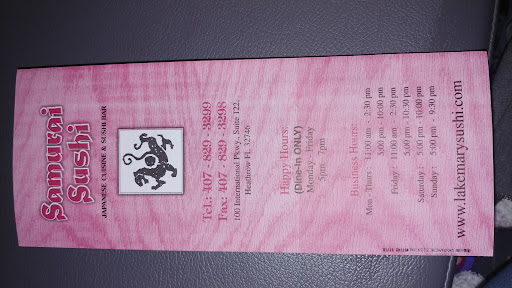 Samurai
Sushi
JAPANESE CUISINE & SUSHI BAR
Tel.: 407 - 829 - 3299
Fax: 407 - 829 - 3298
100 International Pkwy, Suite 122,
Heathrow FL 32746
Happy Hours:
(Dine-in ONLY)
Monday - Friday
5pm - 7pm
Business Hours:
Mon - Thurs : 11:00 am - 2:30 pm
5:00 pm - 10:00 pm
Friday : 11:00 am - 2:30 pm
5:00 pm - 10:30 pm
Saturday : 5:00 pm - 10:30 pm
Sunday : 5:00 pm - 9:30 pm
www.lakemarysushi.com